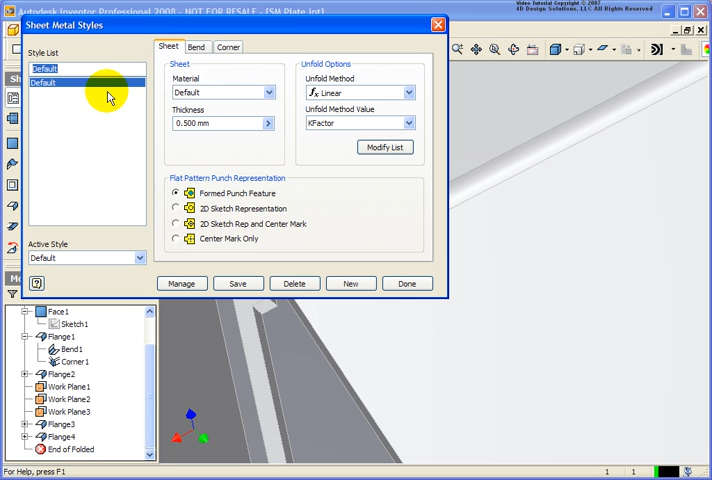 Video Tutorial Copyright © 2007
4D Design Solutions, LLC All Rights Reserved
Autodesk Inventor Professional 2008 - NOT FOR RESALE - [SM Plate.ipt]
Sheet Metal Styles
Style List
Default
Default
Active Style
Default
Sheet Bend Corner
Sheet
Material
Default
Thickness
0.500 mm
Unfold Options
Unfold Method
fx Linear
Unfold Method Value
KFactor
Modify List
Flat Pattern Punch Representation
Formed Punch Feature
2D Sketch Representation
2D Sketch Rep and Center Mark
Center Mark Only
Manage Save Delete New Done
Face1
Sketch1
Flange1
Bend1
Corner1
Flange2
Work Plane1
Work Plane2
Work Plane3
Flange3
Flange4
End of Folded
For Help, press F1
1 1